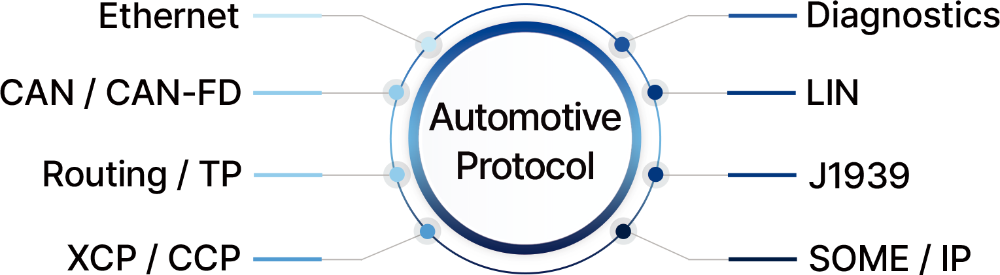 Ethernet
CAN / CAN-FD
Routing / TP
XCP / CCP
Automotive
Protocol
Diagnostics
LIN
J1939
SOME / IP